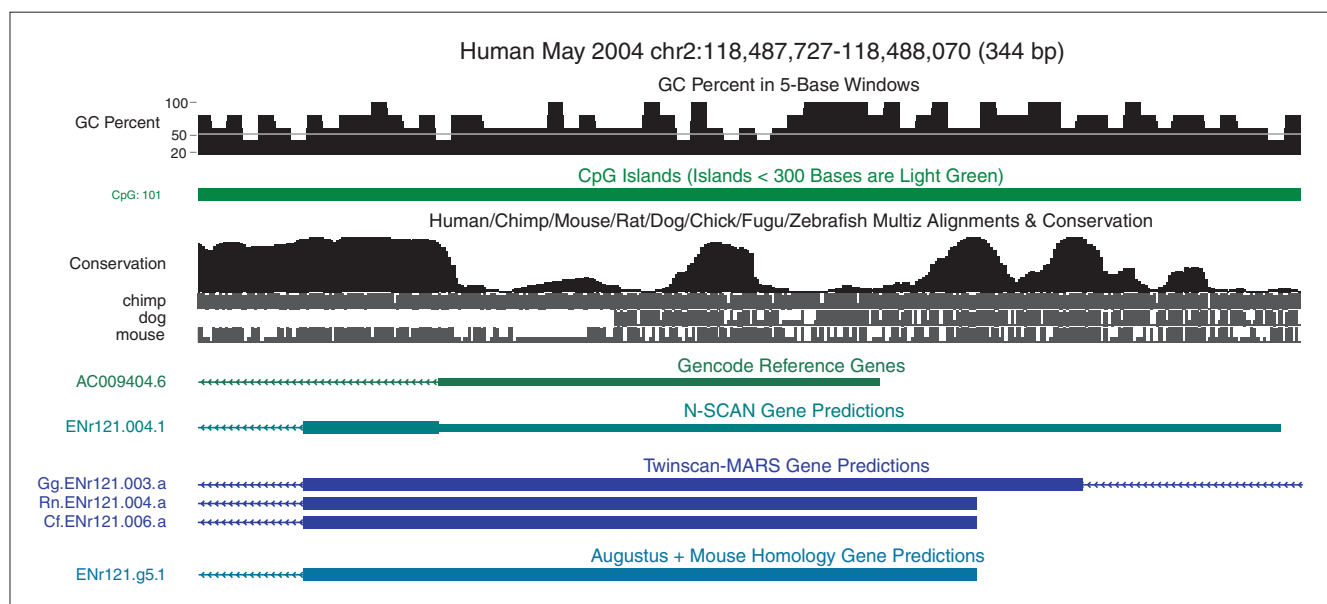 Human May 2004 chr2:118,487,727-118,488,070 (344 bp)
GC Percent in 5-Base Windows
100
GC Percent
50
20
CpG Islands (Islands < 300 Bases are Light Green)
CpG: 101
Human/Chimp/Mouse/Rat/Dog/Chick/Fugu/Zebrafish Multiz Alignments & Conservation
Conservation
chimp
dog
mouse
Gencode Reference Genes
AC009404.6
N-SCAN Gene Predictions
ENr121.004.1
Twinscan-MARS Gene Predictions
Gg.ENr121.003.a
Rn.ENr121.004.a
Cf.ENr121.006.a
Augustus + Mouse Homology Gene Predictions
ENr121.g5.1